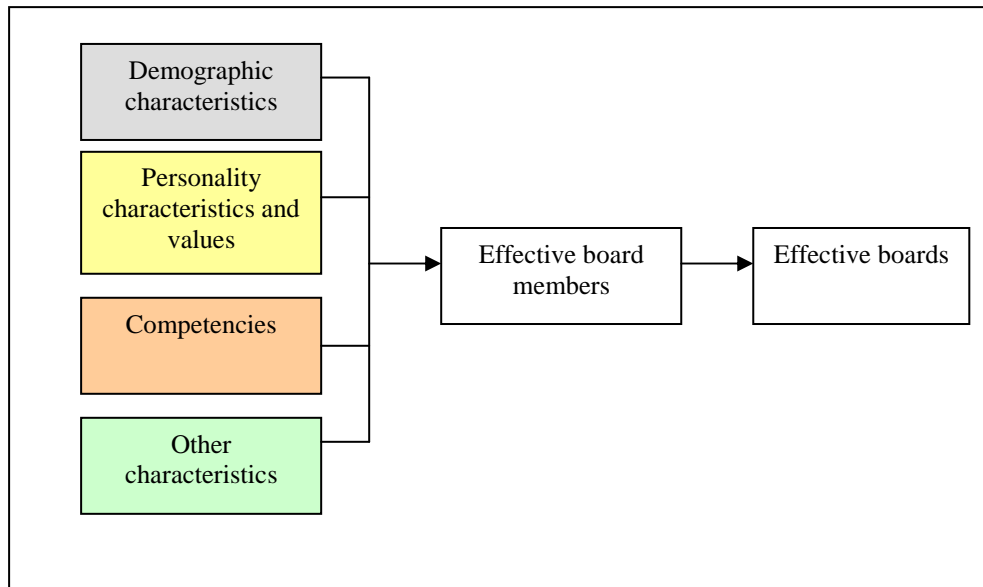 Demographic
characteristics
Personality
characteristics and
values
Competencies
Other
characteristics
Effective board
members
Effective boards